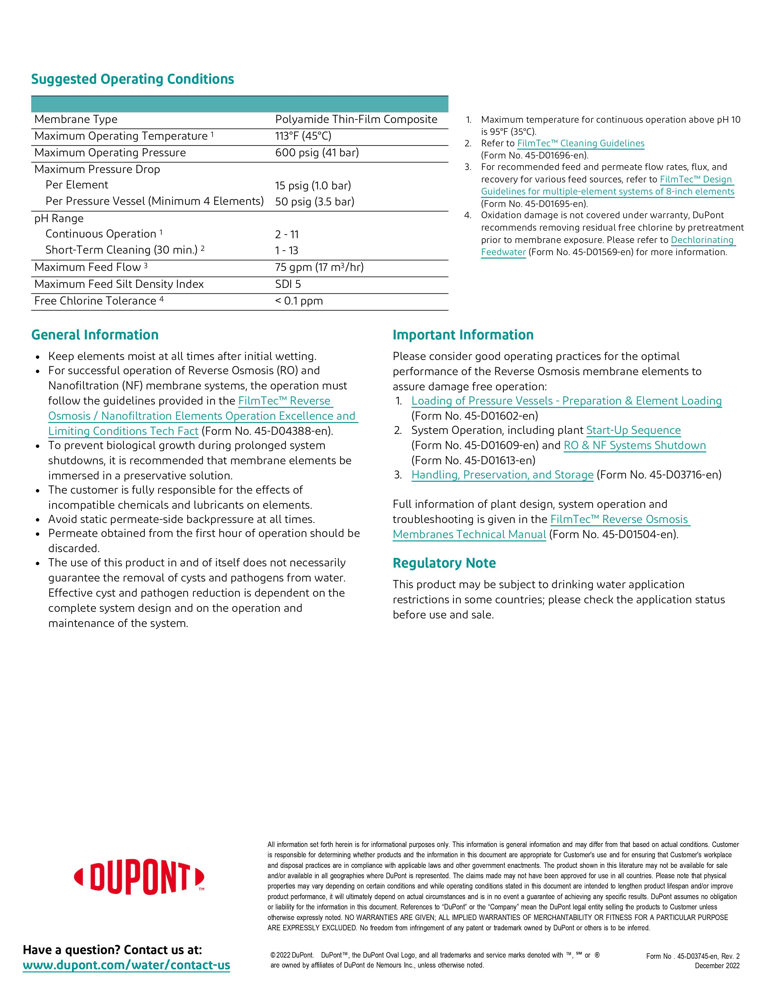 Suggested Operating Conditions
Membrane Type Polyamide Thin-Film Composite
Maximum Operating Temperature 1 113°F (45°C)
Maximum Operating Pressure 600 psig (41 bar)
Maximum Pressure Drop
Per Element 15 psig (1.0 bar)
Per Pressure Vessel (Minimum 4 Elements) 50 psig (3.5 bar)
pH Range
Continuous Operation 1 2 - 11
Short-Term Cleaning (30 min.) 2 1 - 13
Maximum Feed Flow 3 75 gpm (17 m3/hr)
Maximum Feed Silt Density Index SDI 5
Free Chlorine Tolerance 4 < 0.1 ppm
1. Maximum temperature for continuous operation above pH 10
is 95°F (35°C).
2. Refer to FilmTec™ Cleaning Guidelines
(Form No. 45-D01696-en).
3. For recommended feed and permeate flow rates, flux, and
recovery for various feed sources, refer to FilmTec™ Design
Guidelines for multiple-element systems of 8-inch elements
(Form No. 45-D01695-en).
4. Oxidation damage is not covered under warranty, DuPont
recommends removing residual free chlorine by pretreatment
prior to membrane exposure. Please refer to Dechlorinating
Feedwater (Form No. 45-D01569-en) for more information.
General Information
• Keep elements moist at all times after initial wetting.
• For successful operation of Reverse Osmosis (RO) and
Nanofiltration (NF) membrane systems, the operation must
follow the guidelines provided in the FilmTec™ Reverse
Osmosis / Nanofiltration Elements Operation Excellence and
Limiting Conditions Tech Fact (Form No. 45-D04388-en).
• To prevent biological growth during prolonged system
shutdowns, it is recommended that membrane elements be
immersed in a preservative solution.
• The customer is fully responsible for the effects of
incompatible chemicals and lubricants on elements.
• Avoid static permeate-side backpressure at all times.
• Permeate obtained from the first hour of operation should be
discarded.
• The use of this product in and of itself does not necessarily
guarantee the removal of cysts and pathogens from water.
Effective cyst and pathogen reduction is dependent on the
complete system design and on the operation and
maintenance of the system.
Important Information
Please consider good operating practices for the optimal
performance of the Reverse Osmosis membrane elements to
assure damage free operation:
1. Loading of Pressure Vessels - Preparation & Element Loading
(Form No. 45-D01602-en)
2. System Operation, including plant Start-Up Sequence
(Form No. 45-D01609-en) and RO & NF Systems Shutdown
(Form No. 45-D01613-en)
3. Handling, Preservation, and Storage (Form No. 45-D03716-en)
Full information of plant design, system operation and
troubleshooting is given in the FilmTec™ Reverse Osmosis
Membranes Technical Manual (Form No. 45-D01504-en).
Regulatory Note
This product may be subject to drinking water application
restrictions in some countries; please check the application status
before use and sale.
DUPONT™
Have a question? Contact us at:
www.dupont.com/water/contact-us
All information set forth herein is for informational purposes only. This information is general information and may differ from that based on actual conditions. Customer
is responsible for determining whether products and the information in this document are appropriate for Customer's use and for ensuring that Customer's workplace
and disposal practices are in compliance with applicable laws and other government enactments. The product shown in this literature may not be available for sale
and/or available in all geographies where DuPont is represented. The claims made may not have been approved for use in all countries. Please note that physical
properties may vary depending on certain conditions and while operating conditions stated in this document are intended to lengthen product lifespan and/or improve
product performance, it will ultimately depend on actual circumstances and is in no event a guarantee of achieving any specific results. DuPont assumes no obligation
or liability for the information in this document. References to “DuPont” or the “Company” mean the DuPont legal entity selling the products to Customer unless
otherwise expressly noted. NO WARRANTIES ARE GIVEN; ALL IMPLIED WARRANTIES OF MERCHANTABILITY OR FITNESS FOR A PARTICULAR PURPOSE
ARE EXPRESSLY EXCLUDED. No freedom from infringement of any patent or trademark owned by DuPont or others is to be inferred.
© 2022 DuPont. DuPont™, the DuPont Oval Logo, and all trademarks and service marks denoted with ™, ℠ or ®
are owned by affiliates of DuPont de Nemours Inc., unless otherwise noted.
Form No . 45-D03745-en, Rev. 2
December 2022